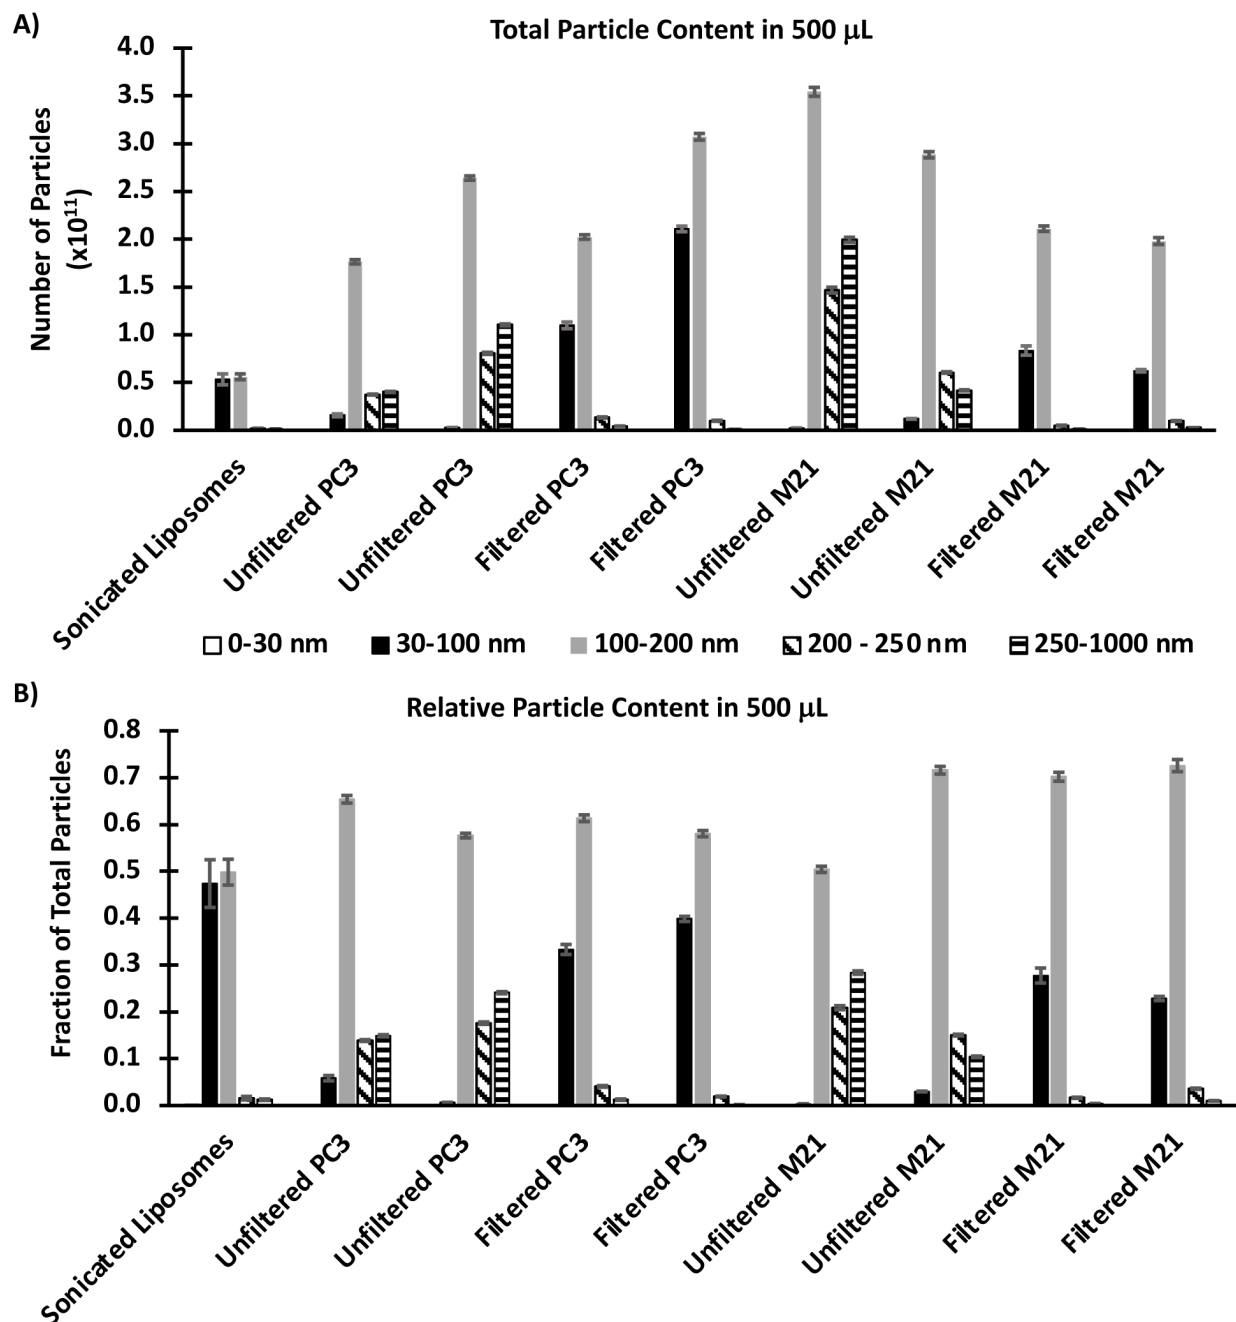 A)
Total Particle Content in 500 µL
Number of Particles
(x10¹¹)
4.0
3.5
3.0
2.5
2.0
1.5
1.0
0.5
0.0
Sonicated Liposomes
Unfiltered PC3
Unfiltered PC3
Filtered PC3
Filtered PC3
Unfiltered M21
Unfiltered M21
Filtered M21
Filtered M21
0-30 nm 30-100 nm 100-200 nm 200 - 250 nm 250-1000 nm
B)
Relative Particle Content in 500 µL
Fraction of Total Particles
0.8
0.7
0.6
0.5
0.4
0.3
0.2
0.1
0.0
Sonicated Liposomes
Unfiltered PC3
Unfiltered PC3
Filtered PC3
Filtered PC3
Unfiltered M21
Unfiltered M21
Filtered M21
Filtered M21